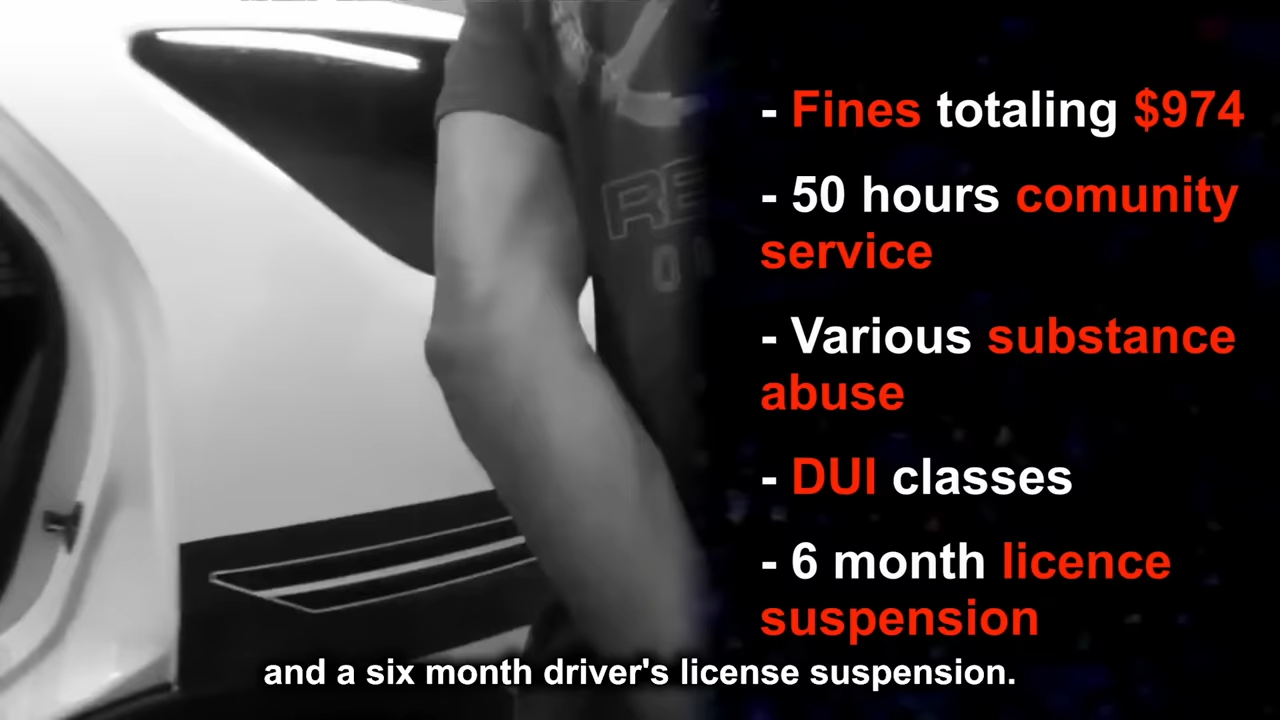 - Fines totaling $974
- 50 hours comunity
service
- Various substance
abuse
- DUI classes
- 6 month licence
suspension
and a six month driver's license suspension.